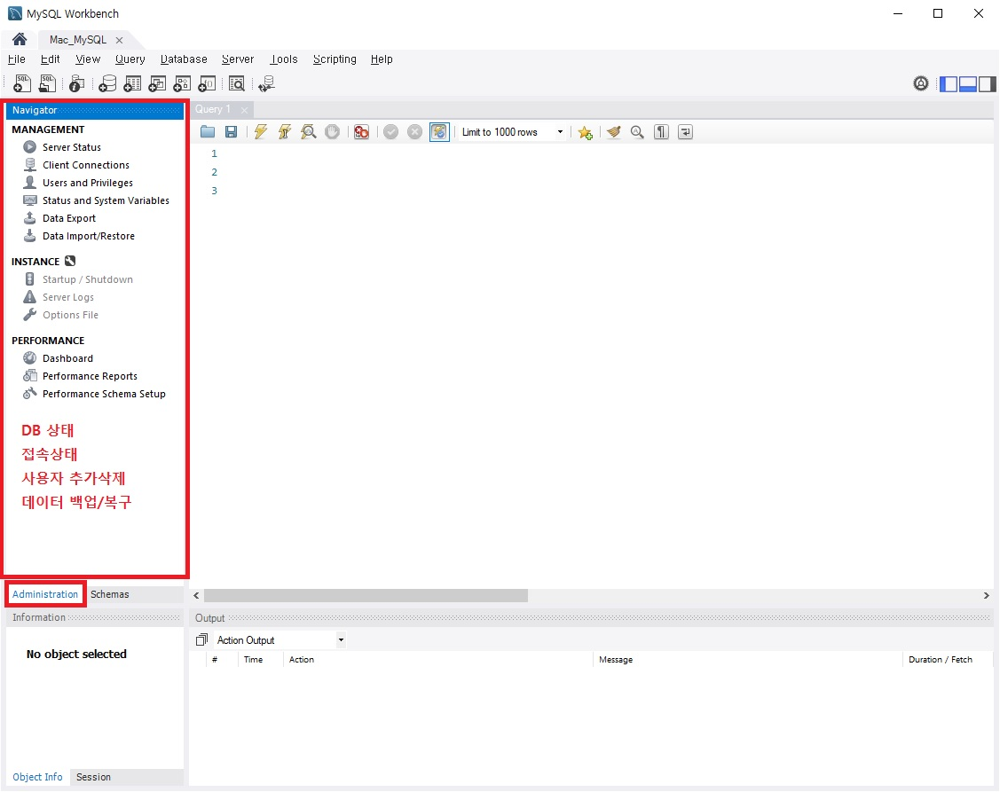 MySQL Workbench
Mac_MySQL
File Edit View Query Database Server Tools Scripting Help
Navigator
MANAGEMENT
Server Status
Client Connections
Users and Privileges
Status and System Variables
Data Export
Data Import/Restore
INSTANCE
Startup / Shutdown
Server Logs
Options File
PERFORMANCE
Dashboard
Performance Reports
Performance Schema Setup
DB 상태
접속상태
사용자 추가삭제
데이터 백업/복구
Administration Schemas
Information
No object selected
Object Info Session
Query 1
Limit to 1000 rows
1
2
3
Output
Action Output
# Time Action Message Duration / Fetch